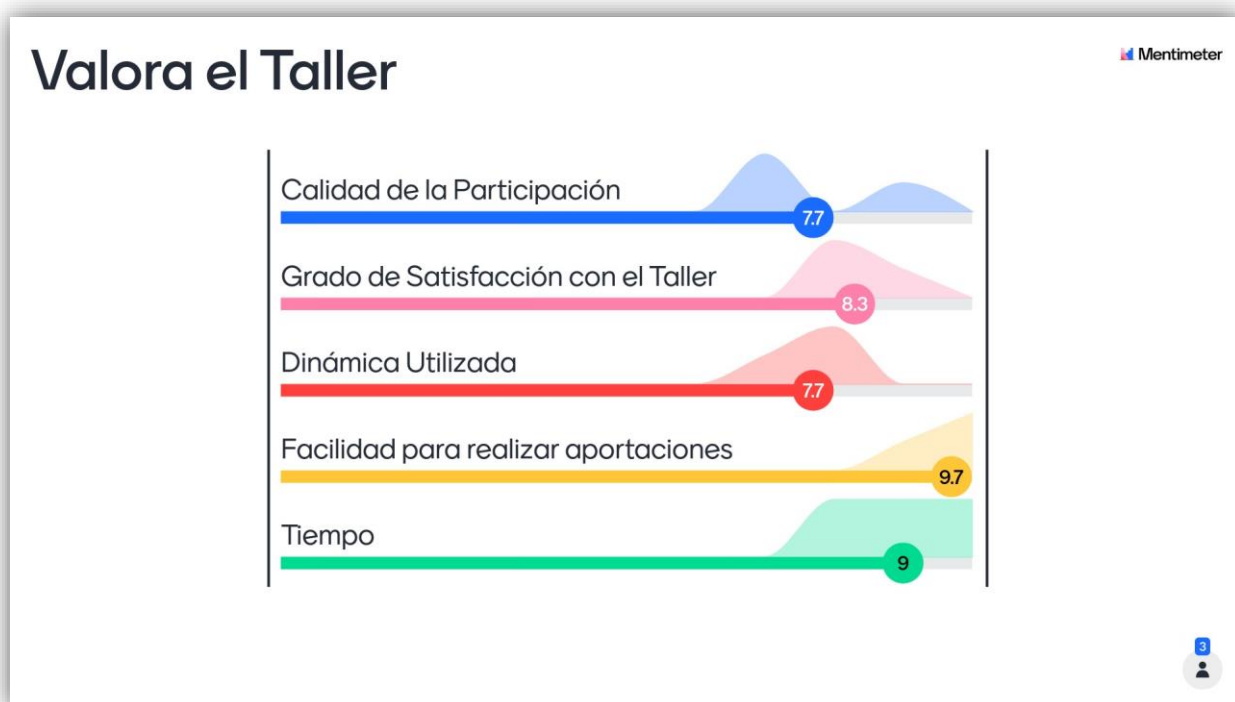 Valora el Taller
Mentimeter
Calidad de la Participación
7.7
Grado de Satisfacción con el Taller
8.3
Dinámica Utilizada
7.7
Facilidad para realizar aportaciones
9.7
Tiempo
9
3